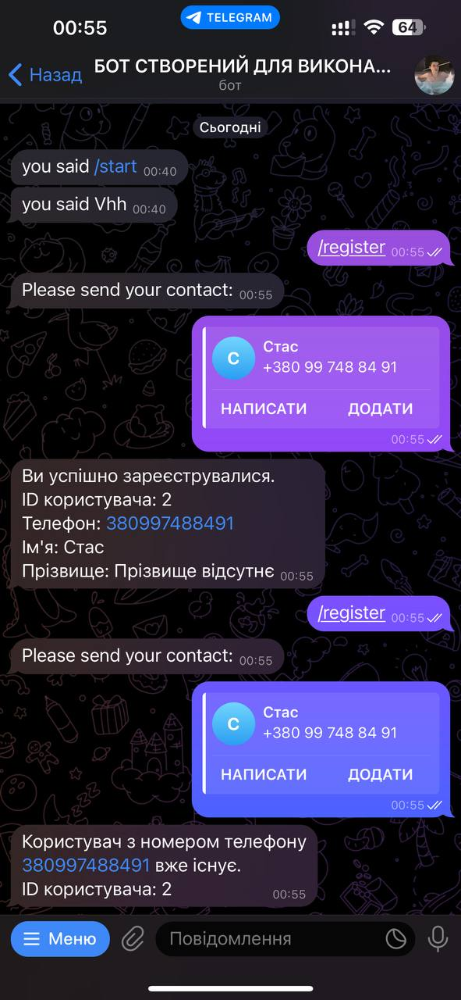 00:55
TELEGRAM
64
Назад
БОТ СТВОРЕНИЙ ДЛЯ ВИКОНА...
бот
Сьогодні
you said /start 00:40
you said Vhh 00:40
/register 00:55
Please send your contact: 00:55
С
Стас
+380 99 748 84 91
НАПИСАТИ ДОДАТИ
00:55
Ви успішно зареєструвалися.
ID користувача: 2
Телефон: 380997488491
Ім'я: Стас
Прізвище: Прізвище відсутнє 00:55
/register 00:55
Please send your contact: 00:55
С
Стас
+380 99 748 84 91
НАПИСАТИ ДОДАТИ
00:55
Користувач з номером телефону
380997488491 вже існує.
ID користувача: 2 00:55
Меню
Повідомлення